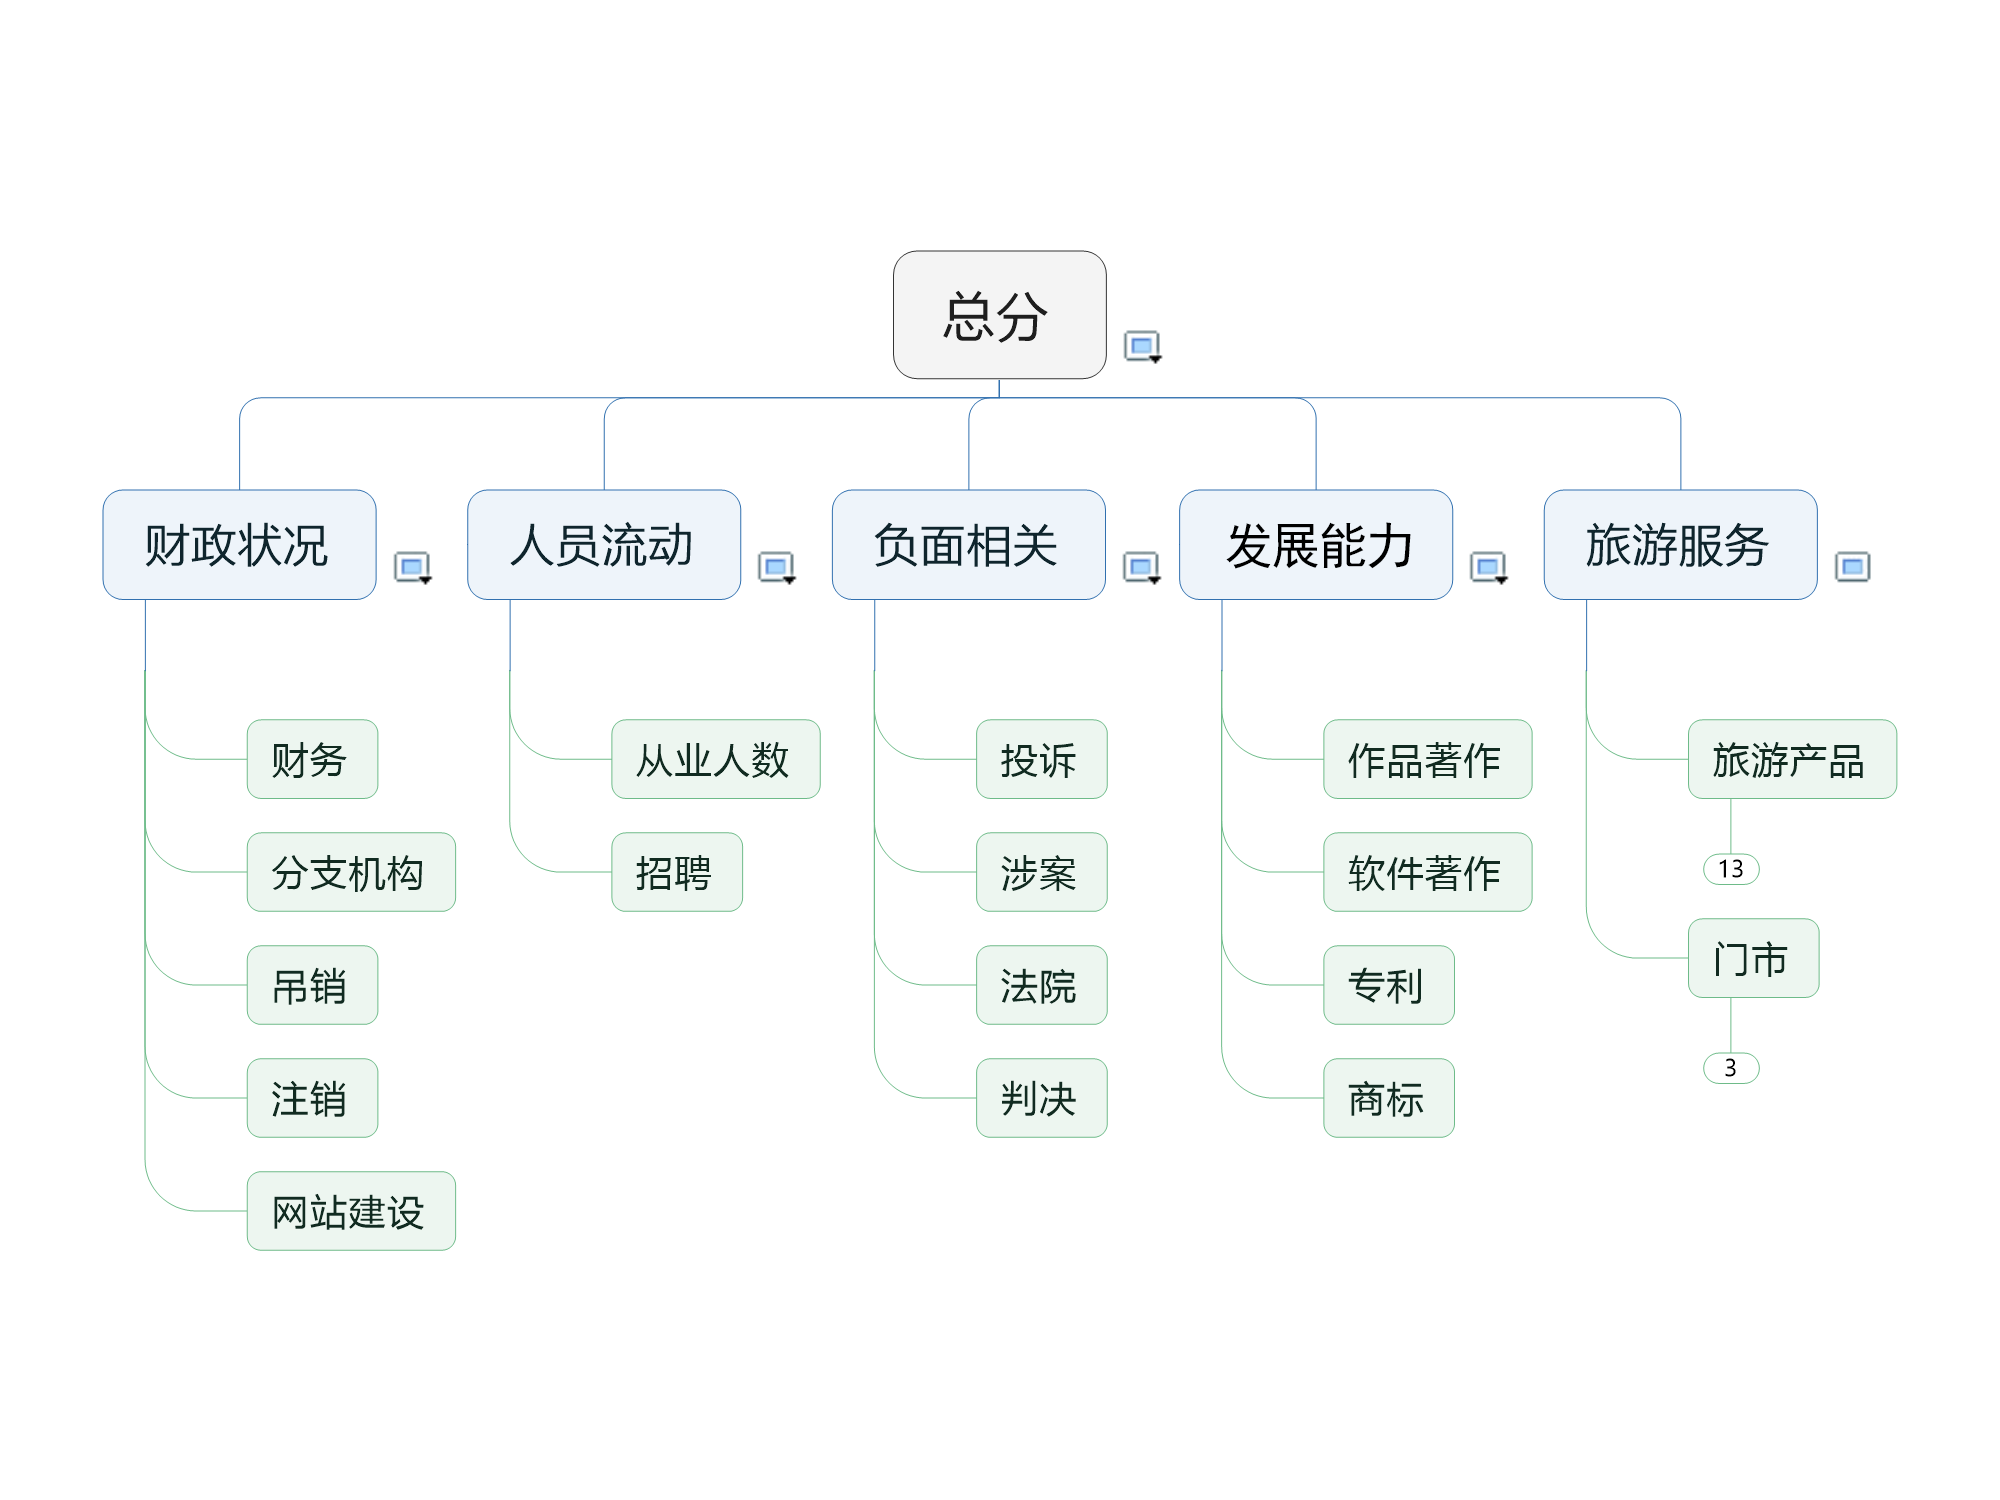 总分
财政状况
人员流动
负面相关
发展能力
旅游服务
财务
分支机构
吊销
注销
网站建设
从业人数
招聘
投诉
涉案
法院
判决
作品著作
软件著作
专利
商标
旅游产品
13
门市
3